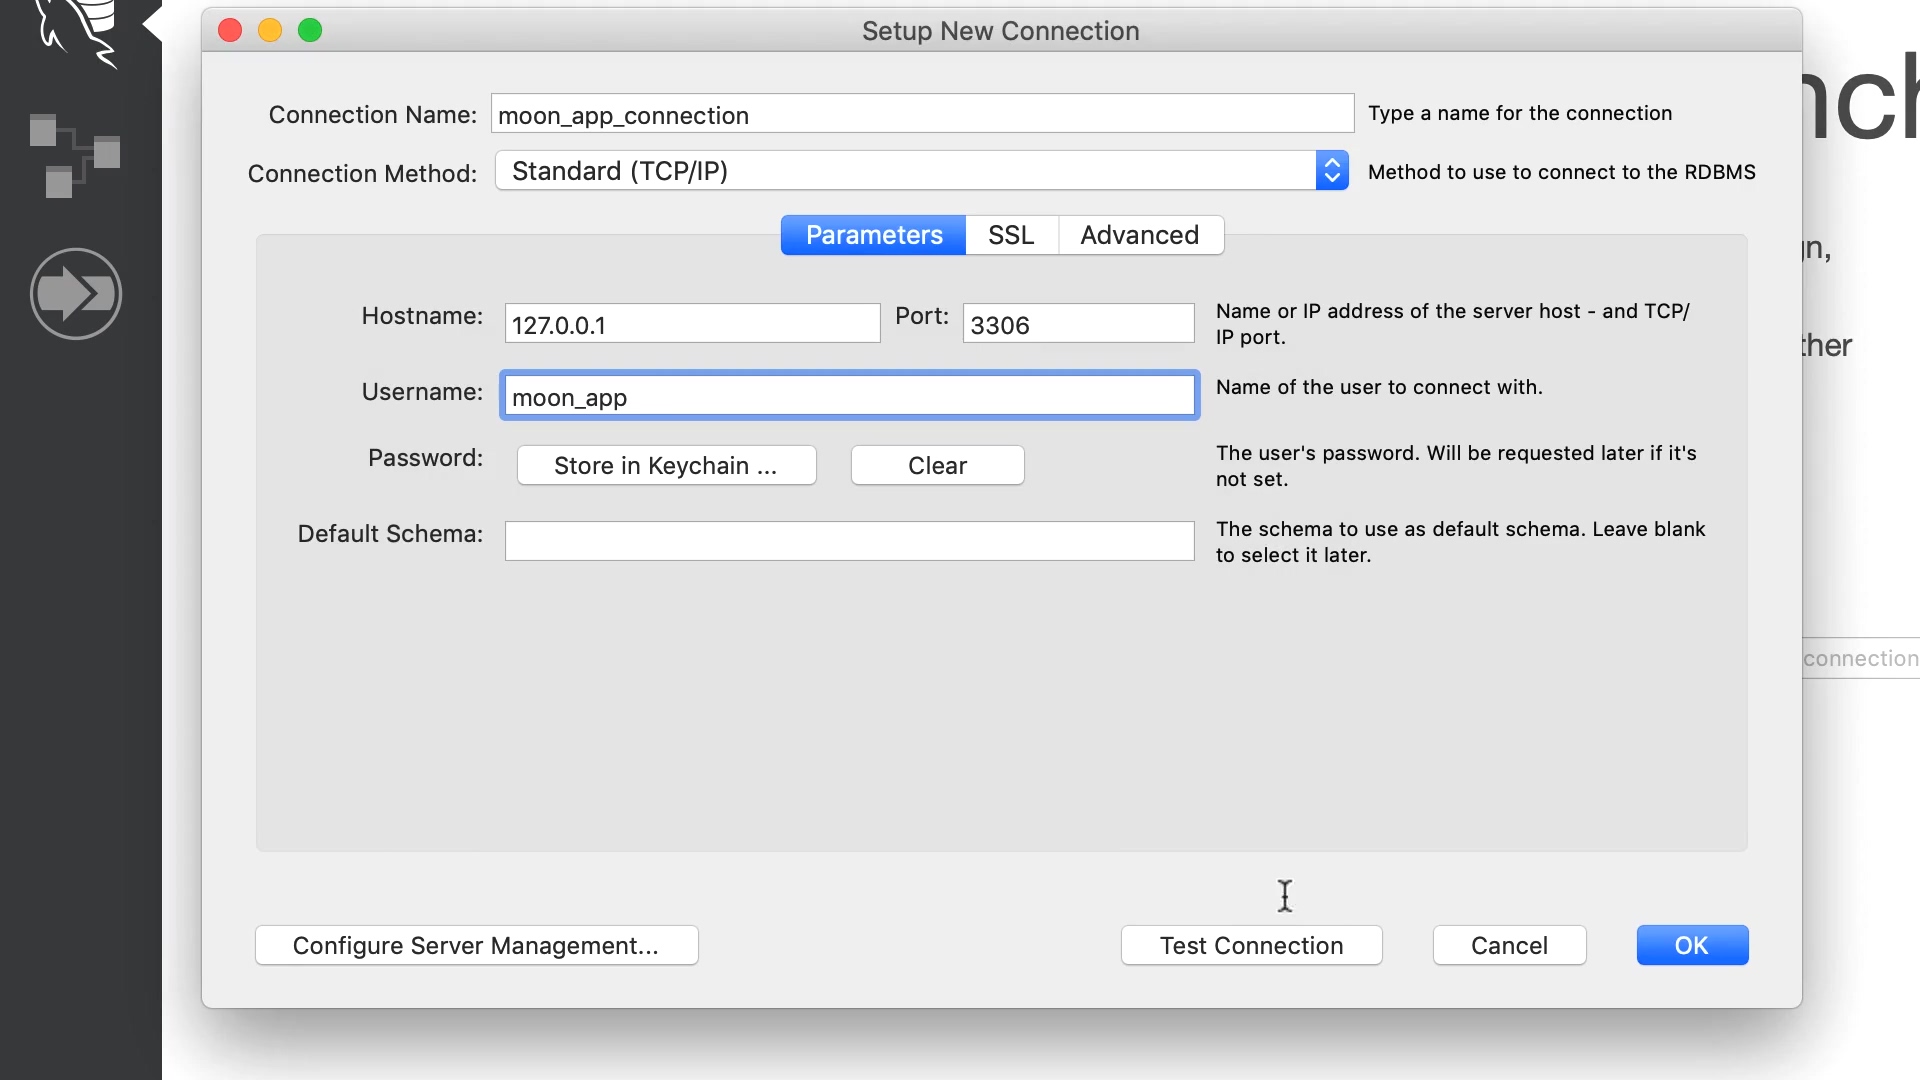 Setup New Connection
Connection Name: moon_app_connection Type a name for the connection
Connection Method: Standard (TCP/IP) Method to use to connect to the RDBMS
Parameters SSL Advanced
Hostname: 127.0.0.1 Port: 3306 Name or IP address of the server host - and TCP/
IP port.
Username: moon_app Name of the user to connect with.
Password: Store in Keychain ... Clear The user's password. Will be requested later if it's
not set.
Default Schema: The schema to use as default schema. Leave blank
to select it later.
connection
Configure Server Management... Test Connection Cancel OK